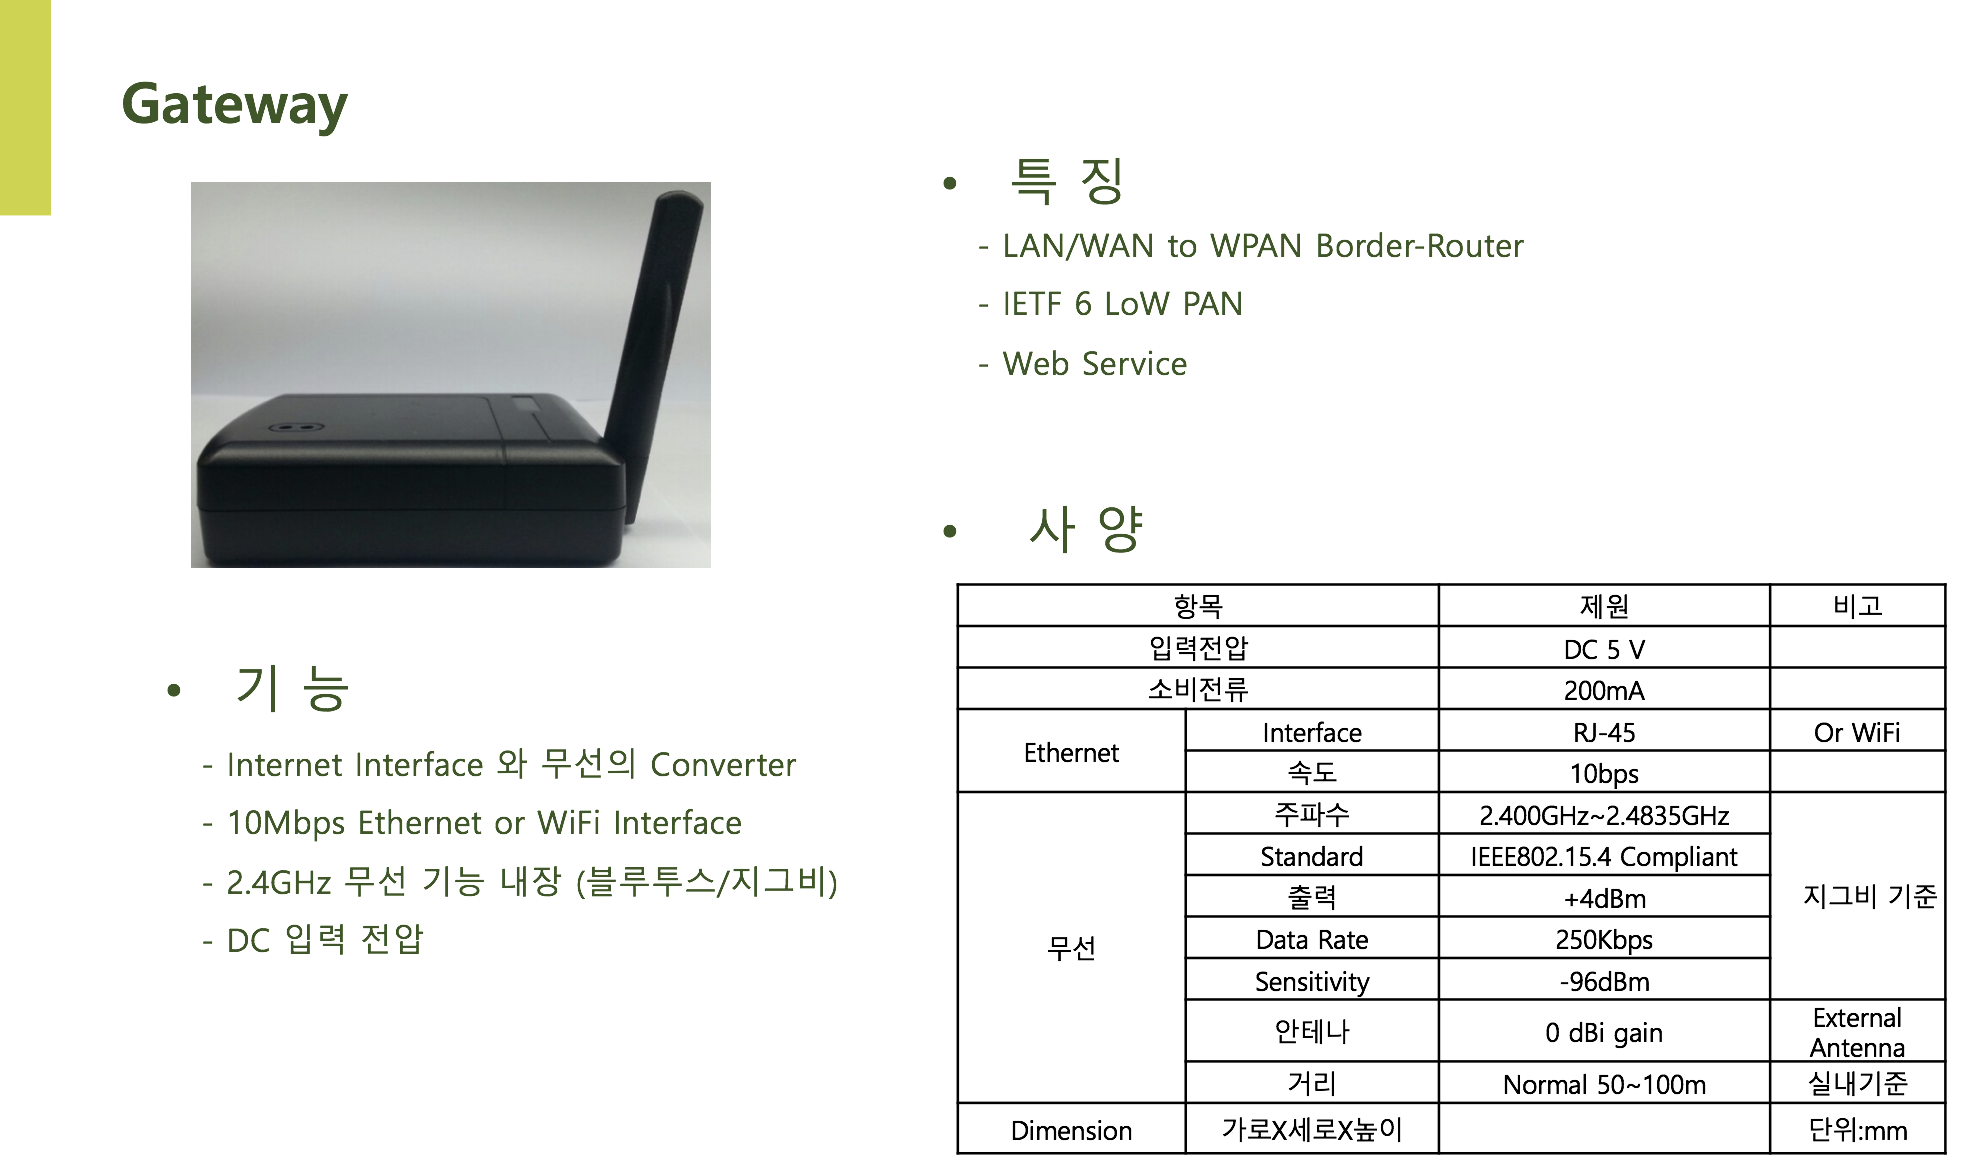 Gateway
• 기 능
- Internet Interface 와 무선의 Converter
- 10Mbps Ethernet or WiFi Interface
- 2.4GHz 무선 기능 내장 (블루투스/지그비)
- DC 입력 전압
• 특 징
- LAN/WAN to WPAN Border-Router
- IETF 6 LoW PAN
- Web Service
• 사 양
항목 제원 비고
입력전압 DC 5 V
소비전류 200mA
Ethernet Interface RJ-45 Or WiFi
속도 10bps
무선 주파수 2.400GHz~2.4835GHz 지그비 기준
Standard IEEE802.15.4 Compliant
출력 +4dBm
Data Rate 250Kbps
Sensitivity -96dBm
안테나 0 dBi gain External
Antenna
거리 Normal 50~100m 실내기준
Dimension 가로X세로X높이 단위:mm